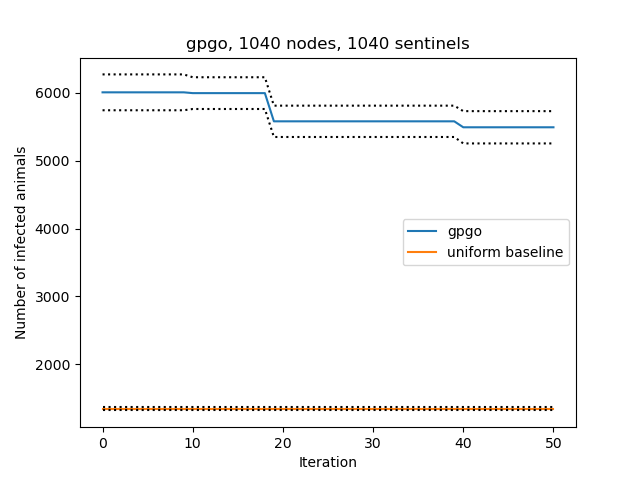 gpgo, 1040 nodes, 1040 sentinels
6000
5000
4000
3000
2000
Number of infected animals
gpgo
uniform baseline
0 10 20 30 40 50
Iteration